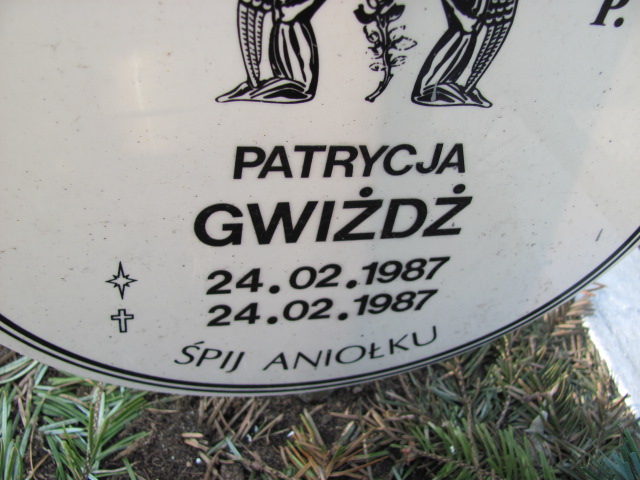 P.
PATRYCJA
GWIŻDŻ
24.02.1987
24.02.1987
ŚPIJ ANIOŁKU